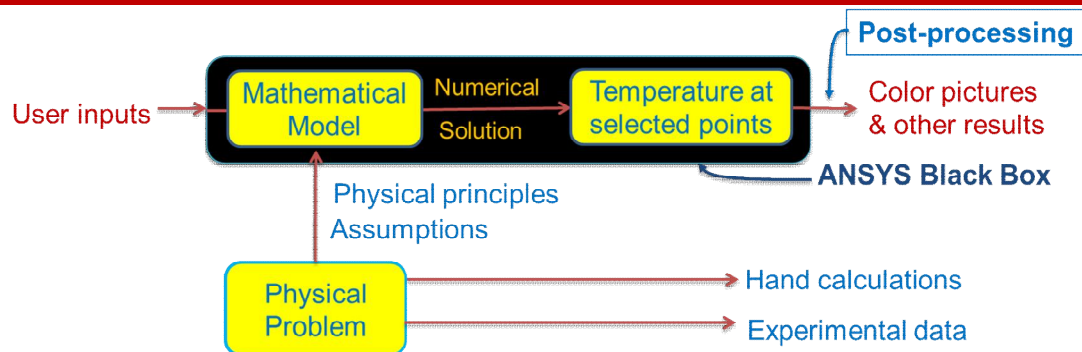 Post-processing
User inputs
Mathematical
Model
Numerical
Solution
Temperature at
selected points
Color pictures
& other results
ANSYS Black Box
Physical principles
Assumptions
Physical
Problem
Hand calculations
Experimental data